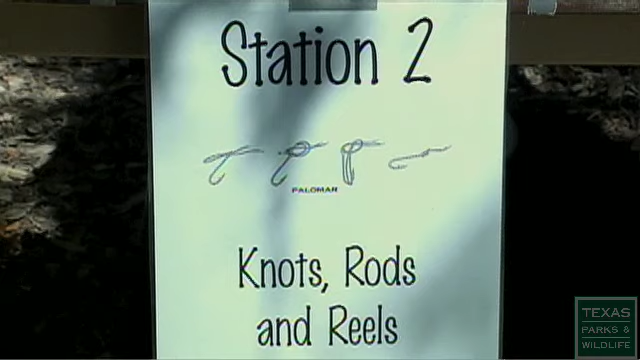 Station 2
PALOMAR
Knots, Rods
and Reels
TEXAS
PARKS &
WILDLIFE